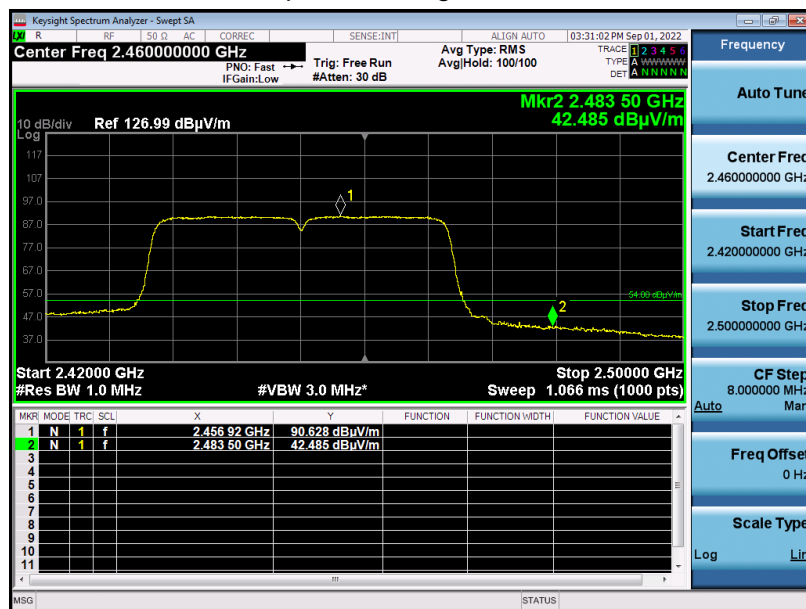 Keysight Spectrum Analyzer - Swept SA
LXI R RF 50 Ω AC CORREC SENSE:INT ALIGN AUTO 03:31:02 PM Sep 01, 2022
Center Freq 2.460000000 GHz
PNO: Fast
IFGain:Low
Trig: Free Run
#Atten: 30 dB
Avg Type: RMS
Avg|Hold: 100/100
TRACE 1 2 3 4 5 6
TYPE A WWWWW
DET A N N N N N
Mkr2 2.483 50 GHz
42.485 dBµV/m
10 dB/div Ref 126.99 dBµV/m
Log
117
107
97.0
87.0
77.0
67.0
57.0
47.0
37.0
1
2
54.00 dBµV/m
Start 2.42000 GHz Stop 2.50000 GHz
#Res BW 1.0 MHz #VBW 3.0 MHz* Sweep 1.066 ms (1000 pts)
MKR MODE TRC SCL X Y FUNCTION FUNCTION WIDTH FUNCTION VALUE
1 N 1 f 2.456 92 GHz 90.628 dBµV/m
2 N 1 f 2.483 50 GHz 42.485 dBµV/m
3
4
5
6
7
8
9
10
11
MSG STATUS
Frequency
Auto Tune
Center Freq
2.460000000 GHz
Start Freq
2.420000000 GHz
Stop Freq
2.500000000 GHz
CF Step
8.000000 MHz
Auto Man
Freq Offset
0 Hz
Scale Type
Log Lin